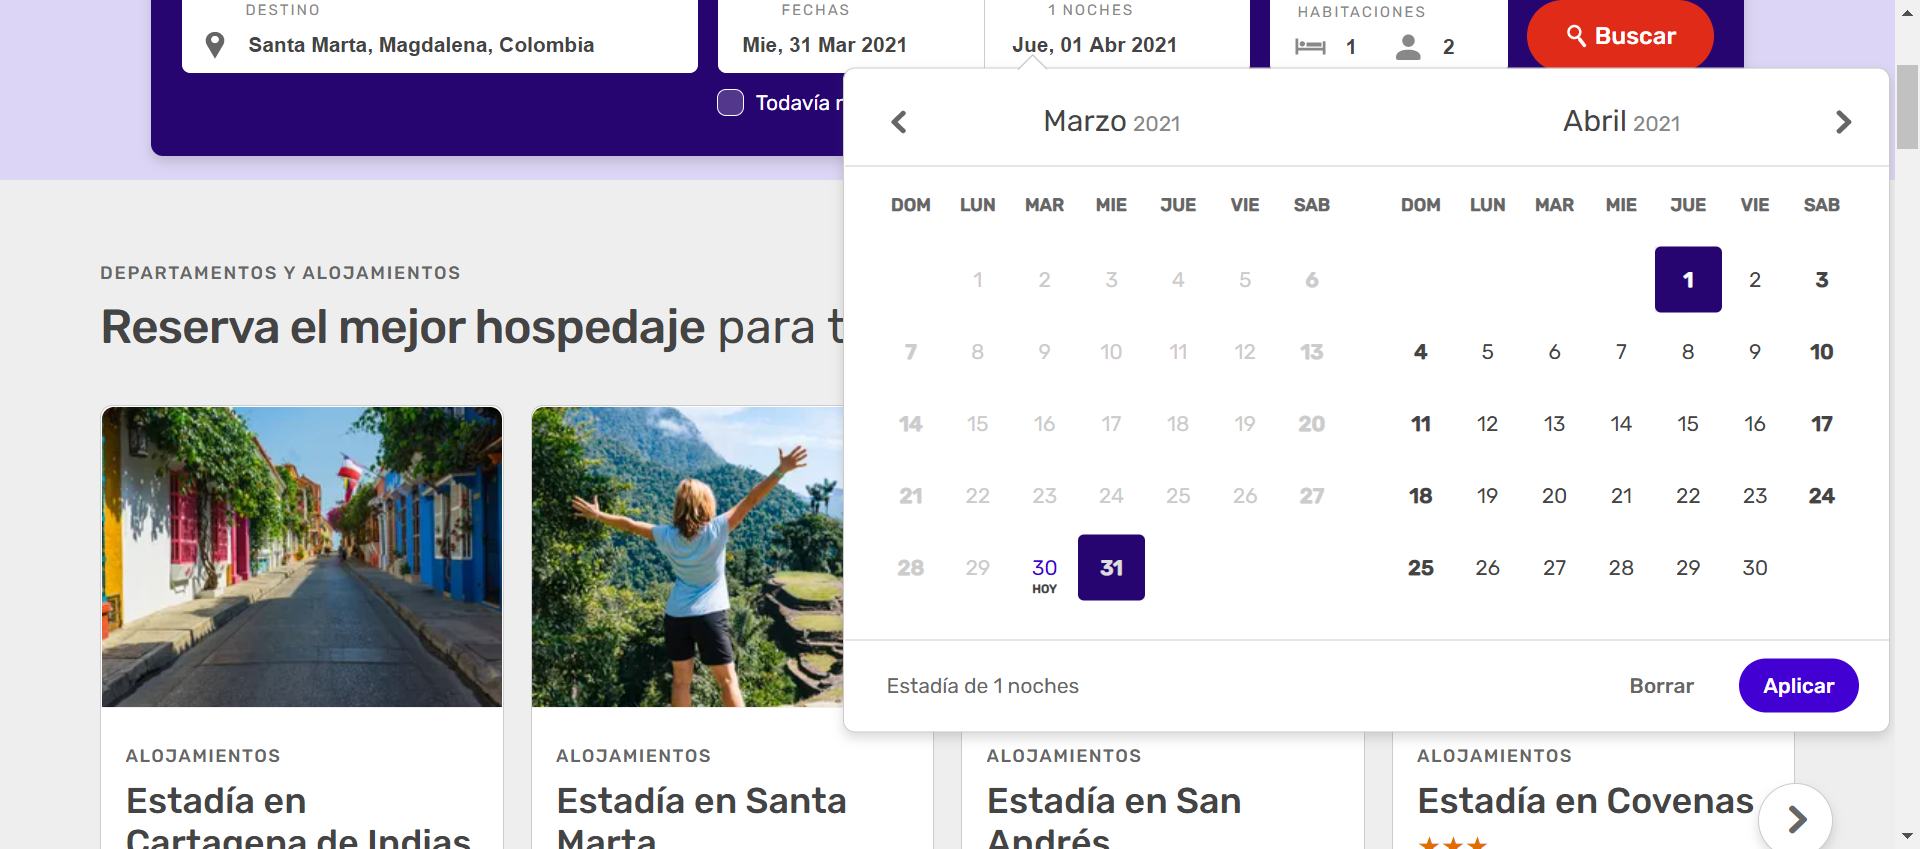 DESTINO
Santa Marta, Magdalena, Colombia
FECHAS
Mie, 31 Mar 2021
1 NOCHES
Jue, 01 Abr 2021
HABITACIONES
1 2
Buscar
Todavía
Marzo 2021
DOM LUN MAR MIE JUE VIE SAB
1 2 3 4 5 6
7 8 9 10 11 12 13
14 15 16 17 18 19 20
21 22 23 24 25 26 27
28 29 30 31
HOY
Abril 2021
DOM LUN MAR MIE JUE VIE SAB
1 2 3
4 5 6 7 8 9 10
11 12 13 14 15 16 17
18 19 20 21 22 23 24
25 26 27 28 29 30
Estadía de 1 noches
Borrar
Aplicar
DEPARTAMENTOS Y ALOJAMIENTOS
Reserva el mejor hospedaje para
ALOJAMIENTOS
Estadía en
Cartagena de Indias
ALOJAMIENTOS
Estadía en Santa
Marta
ALOJAMIENTOS
Estadía en San
Andrés
ALOJAMIENTOS
Estadía en Covenas